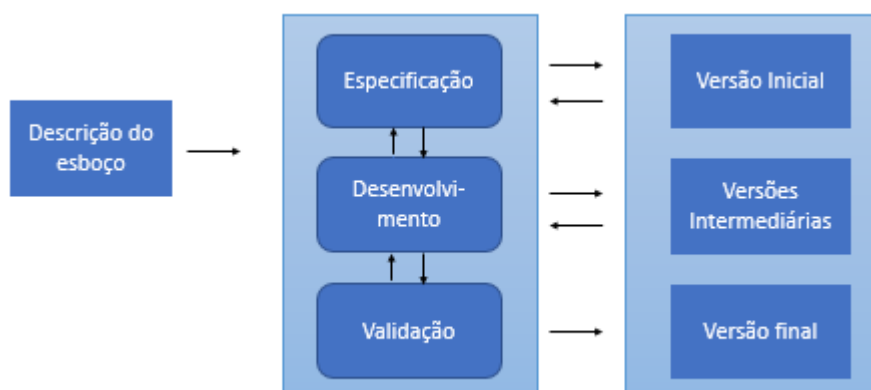 Descrição do
esboço
Especificação
Desenvolvi-
mento
Validação
Versão Inicial
Versões
Intermediárias
Versão final